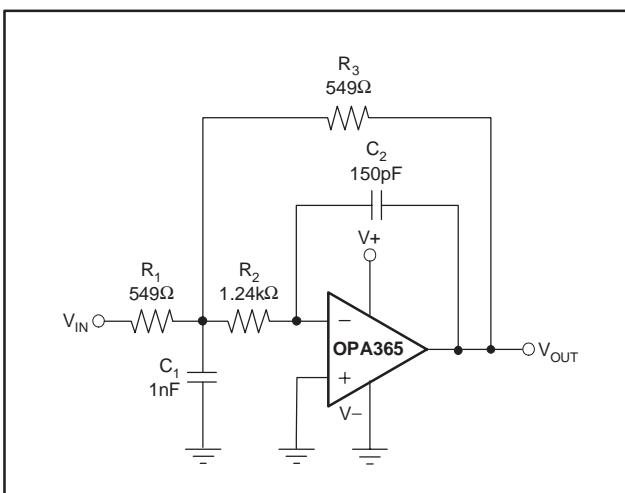 R3
549Ω
C2
150pF
V+
R1
549Ω
R2
1.24kΩ
VIN
−
OPA365
+
VOUT
C1
1nF
V−